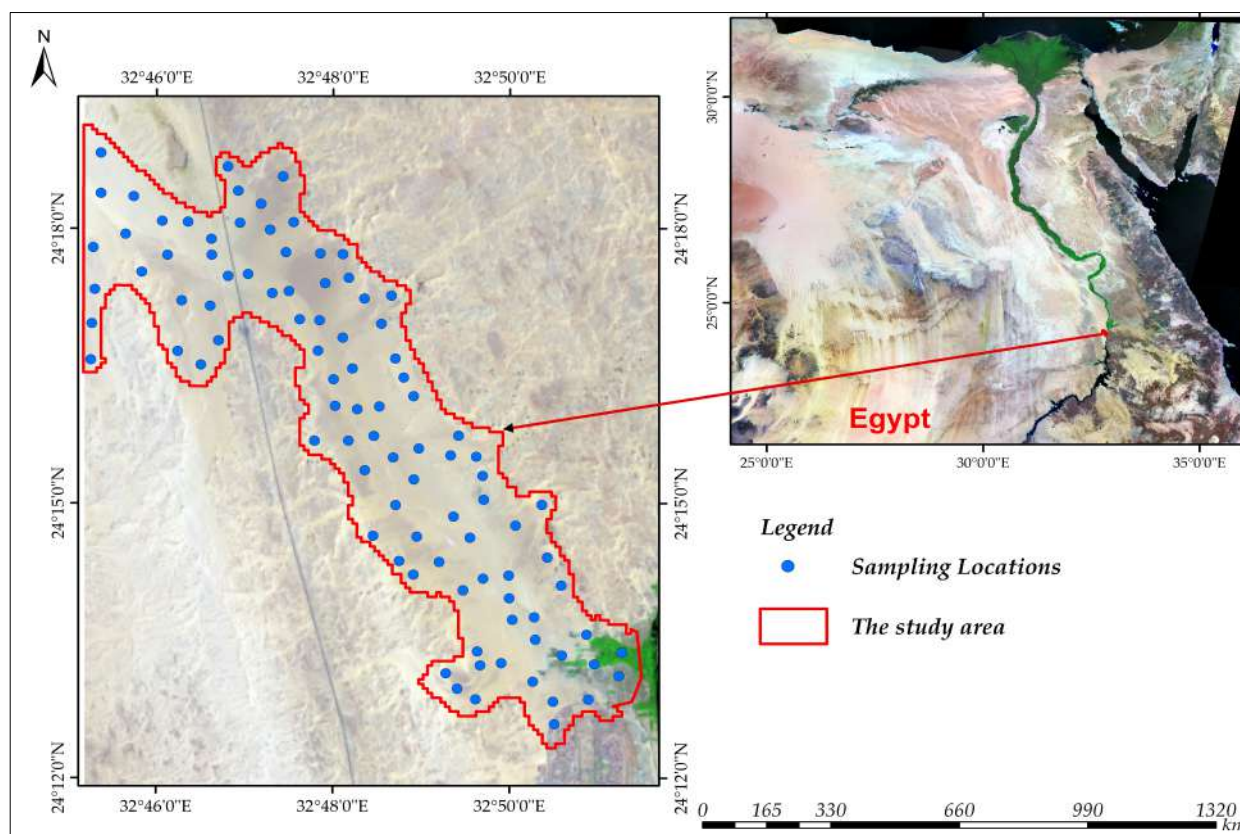 N
32°46'0"E 32°48'0"E 32°50'0"E
24°18'0"N
24°18'0"N
24°15'0"N
24°15'0"N
24°12'0"N
24°12'0"N
32°46'0"E 32°48'0"E 32°50'0"E
30°0'0"N
25°0'0"N
Egypt
25°0'0"E 30°0'0"E 35°0'0"E
Legend
Sampling Locations
The study area
0 165 330 660 990 1320
km